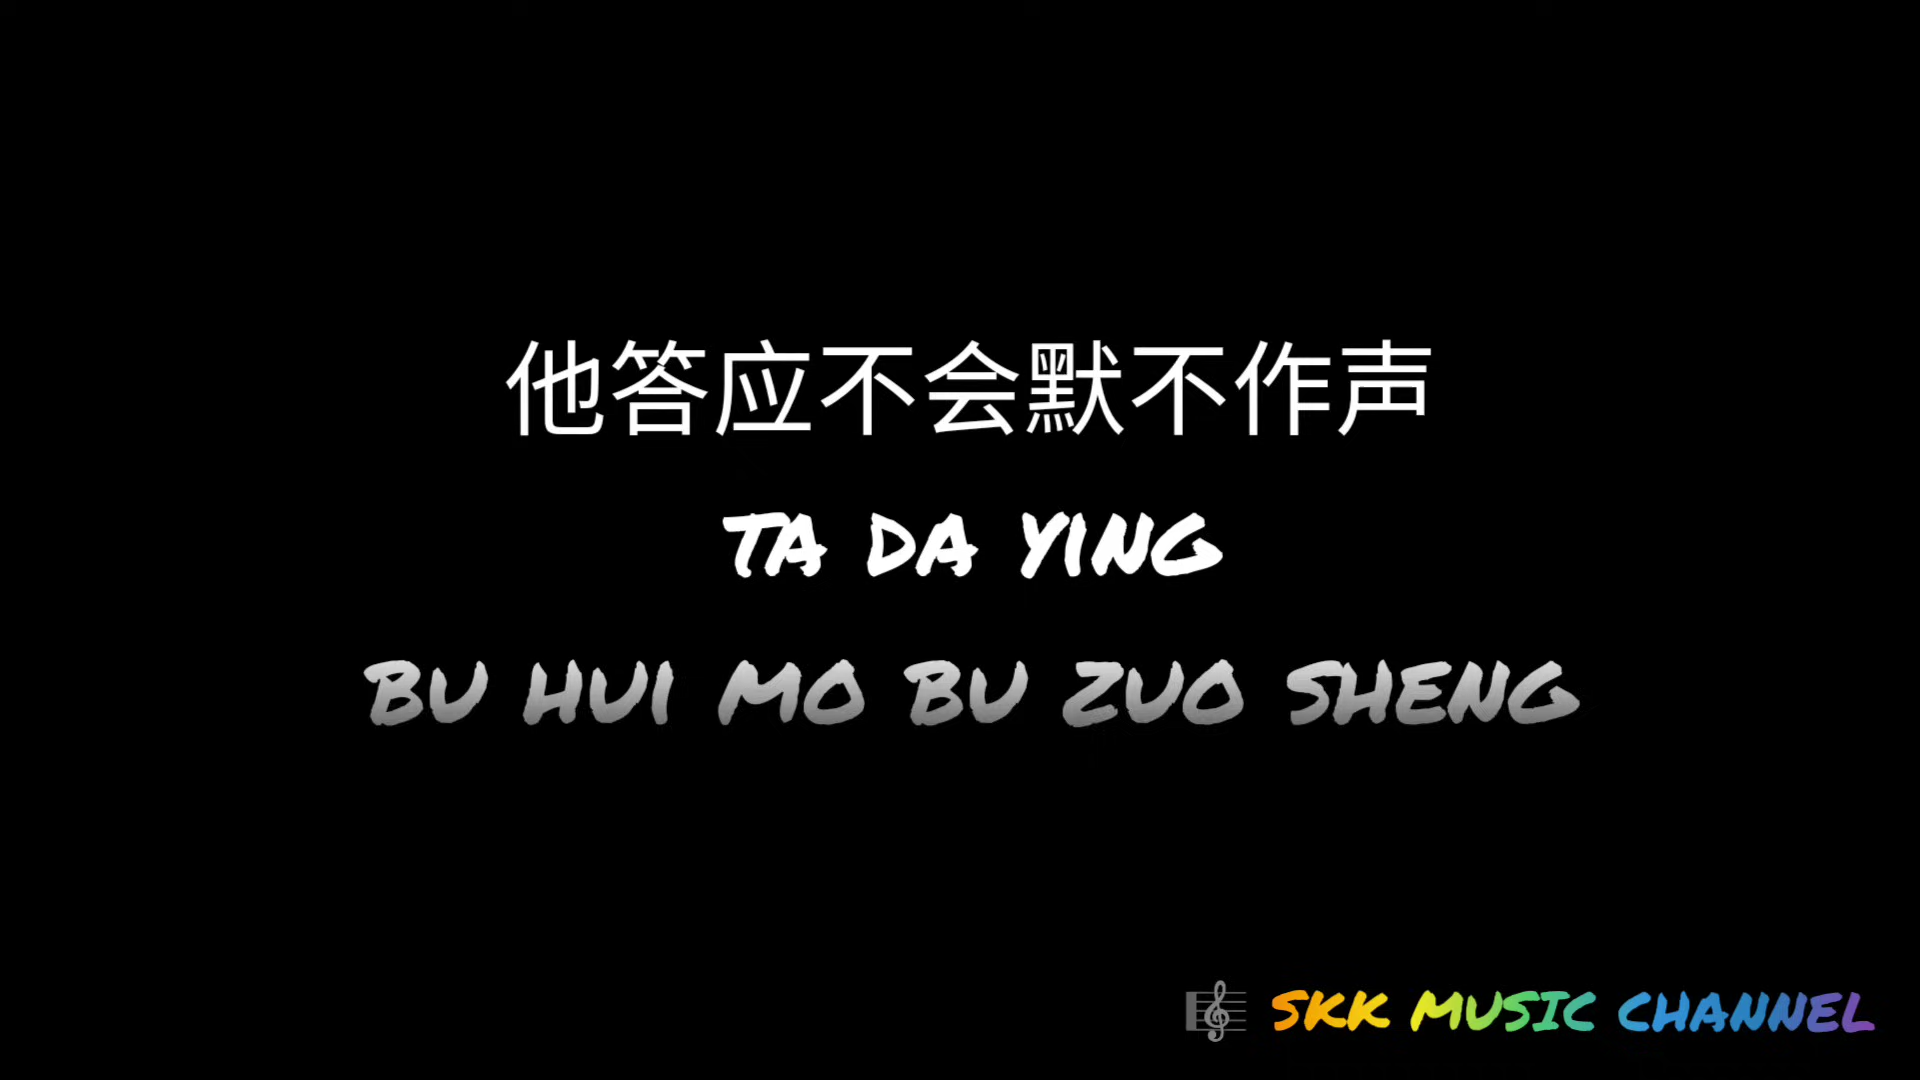 他答应不会默不作声
TA DA YING
BU HUI MO BU ZUO SHENG
SKK MUSIC CHANNEL